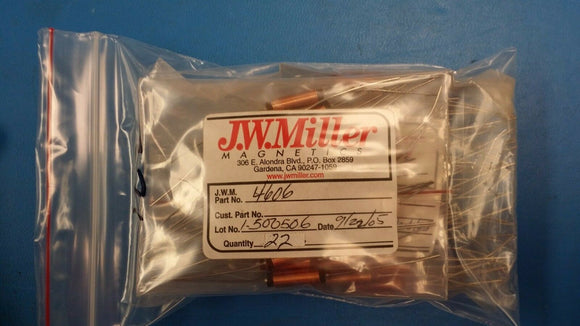 J.W.Miller
MAGNETICS
306 E. Alondra Blvd., P.O. Box 2859
Gardena, CA 90247-1059
www.jwmiller.com
J.W.M.
Part No. 4606
Cust. Part No.
Lot No. 1-500506 Date 9/29/05
Quantity 22